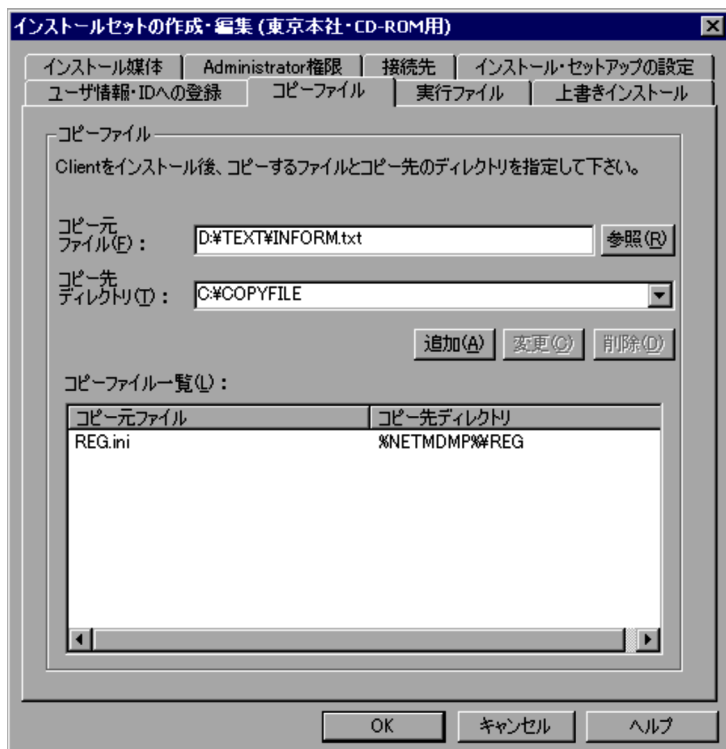 インストールセットの作成・編集 (東京本社・CD-ROM用)
インストール媒体 Administrator権限 接続先 インストール・セットアップの設定
ユーザ情報・IDへの登録 コピーファイル 実行ファイル 上書きインストール
コピーファイル
Clientをインストール後、コピーするファイルとコピー先のディレクトリを指定して下さい。
コピー元
ファイル(F)： D:¥TEXT¥INFORM.txt 参照(R)
コピー先
ディレクトリ(T)： C:¥COPYFILE
追加(A) 変更(C) 削除(D)
コピーファイル一覧(L)：
コピー元ファイル コピー先ディレクトリ
REG.ini %NETMDMP%¥REG
OK キャンセル ヘルプ